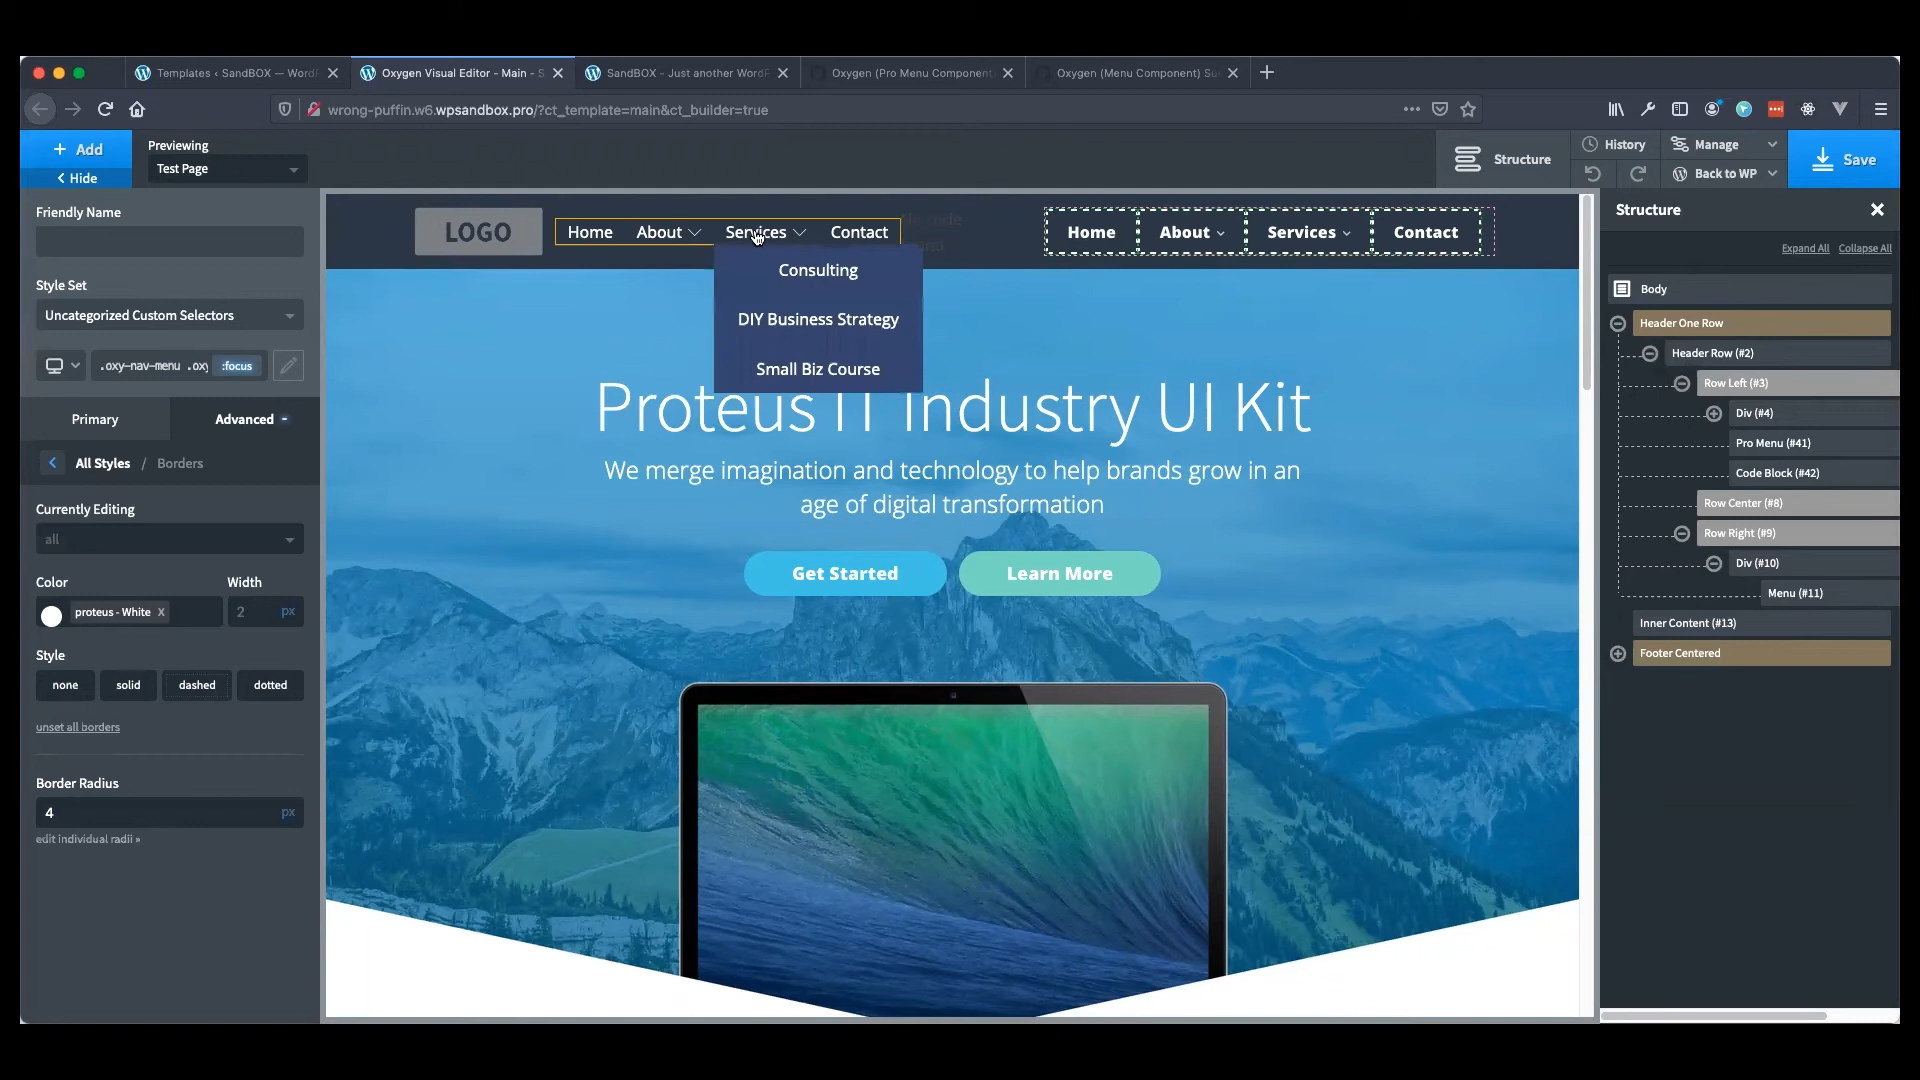 Templates ‹ SandBOX — WordP
Oxygen Visual Editor - Main - S
SandBOX - Just another WordP
Oxygen (Pro Menu Component
Oxygen (Menu Component) Su
wrong-puffin.w6.wpsandbox.pro/?ct_template=main&ct_builder=true
+ Add
< Hide
Previewing
Test Page
Structure
History
Manage
Back to WP
Save
Friendly Name
Style Set
Uncategorized Custom Selectors
.oxy-nav-menu .oxy
:focus
Primary
Advanced
All Styles / Borders
Currently Editing
all
Color
Width
proteus - White x
2 px
Style
none
solid
dashed
dotted
unset all borders
Border Radius
4 px
edit individual radii »
LOGO
Home About Services Contact
Consulting
DIY Business Strategy
Small Biz Course
Home About Services Contact
Proteus IT Industry UI Kit
We merge imagination and technology to help brands grow in an
age of digital transformation
Get Started
Learn More
Structure
Expand All Collapse All
Body
Header One Row
Header Row (#2)
Row Left (#3)
Div (#4)
Pro Menu (#41)
Code Block (#42)
Row Center (#8)
Row Right (#9)
Div (#10)
Menu (#11)
Inner Content (#13)
Footer Centered